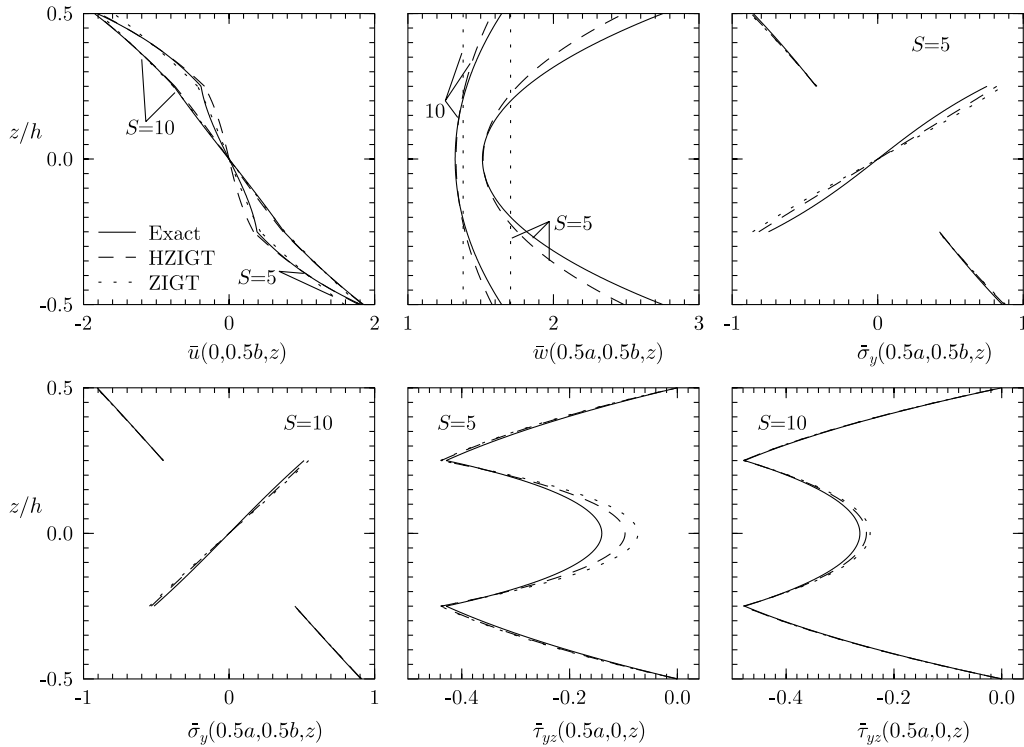 0.5
z/h
0.0
-0.5
S=10
Exact
HZIGT
ZIGT
S=5
-2
0
2
ū(0,0.5b,z)
10
S=5
1
2
3
w̄(0.5a,0.5b,z)
S=5
-1
0
1
σ̄y(0.5a,0.5b,z)
0.5
z/h
0.0
-0.5
S=10
-1
0
1
σ̄y(0.5a,0.5b,z)
S=5
-0.4
-0.2
0.0
τ̄yz(0.5a,0,z)
S=10
-0.4
-0.2
0.0
τ̄yz(0.5a,0,z)